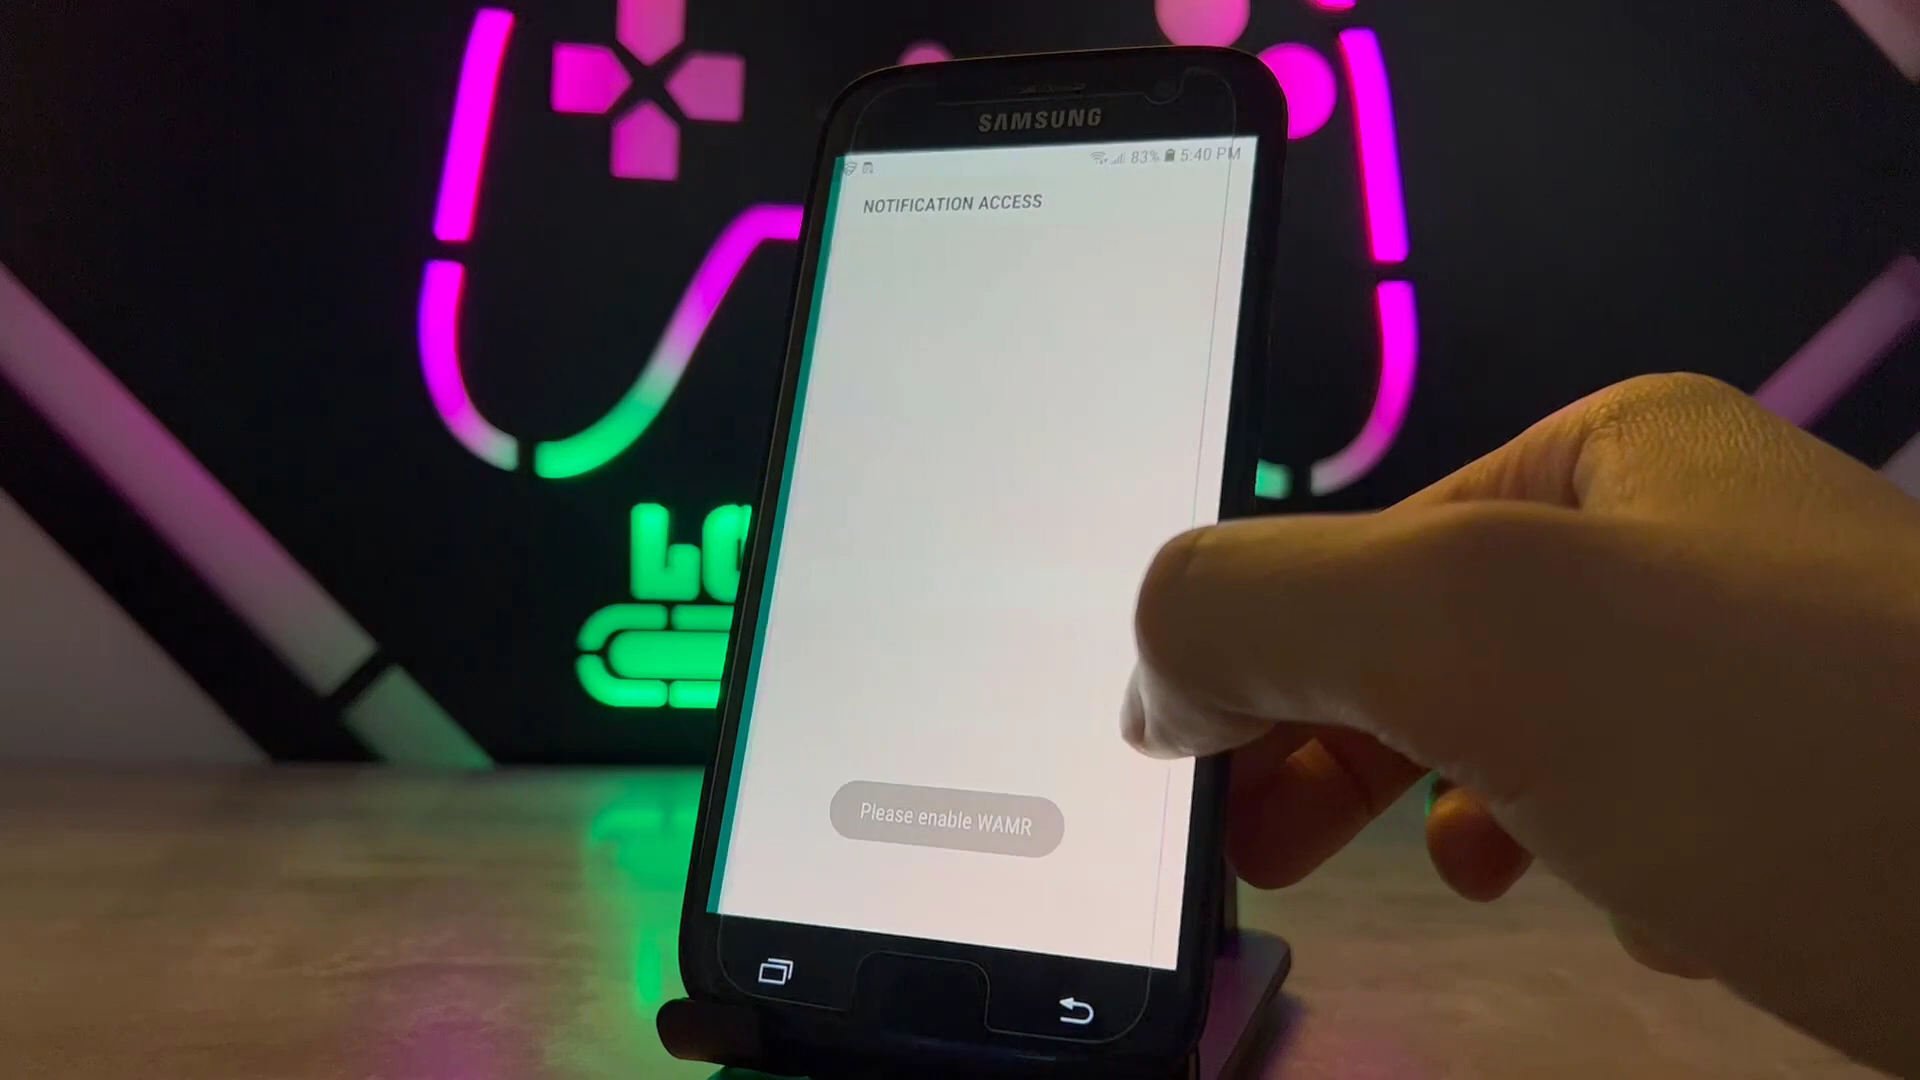 SAMSUNG
83% 5:40 PM
NOTIFICATION ACCESS
Please enable WAMR